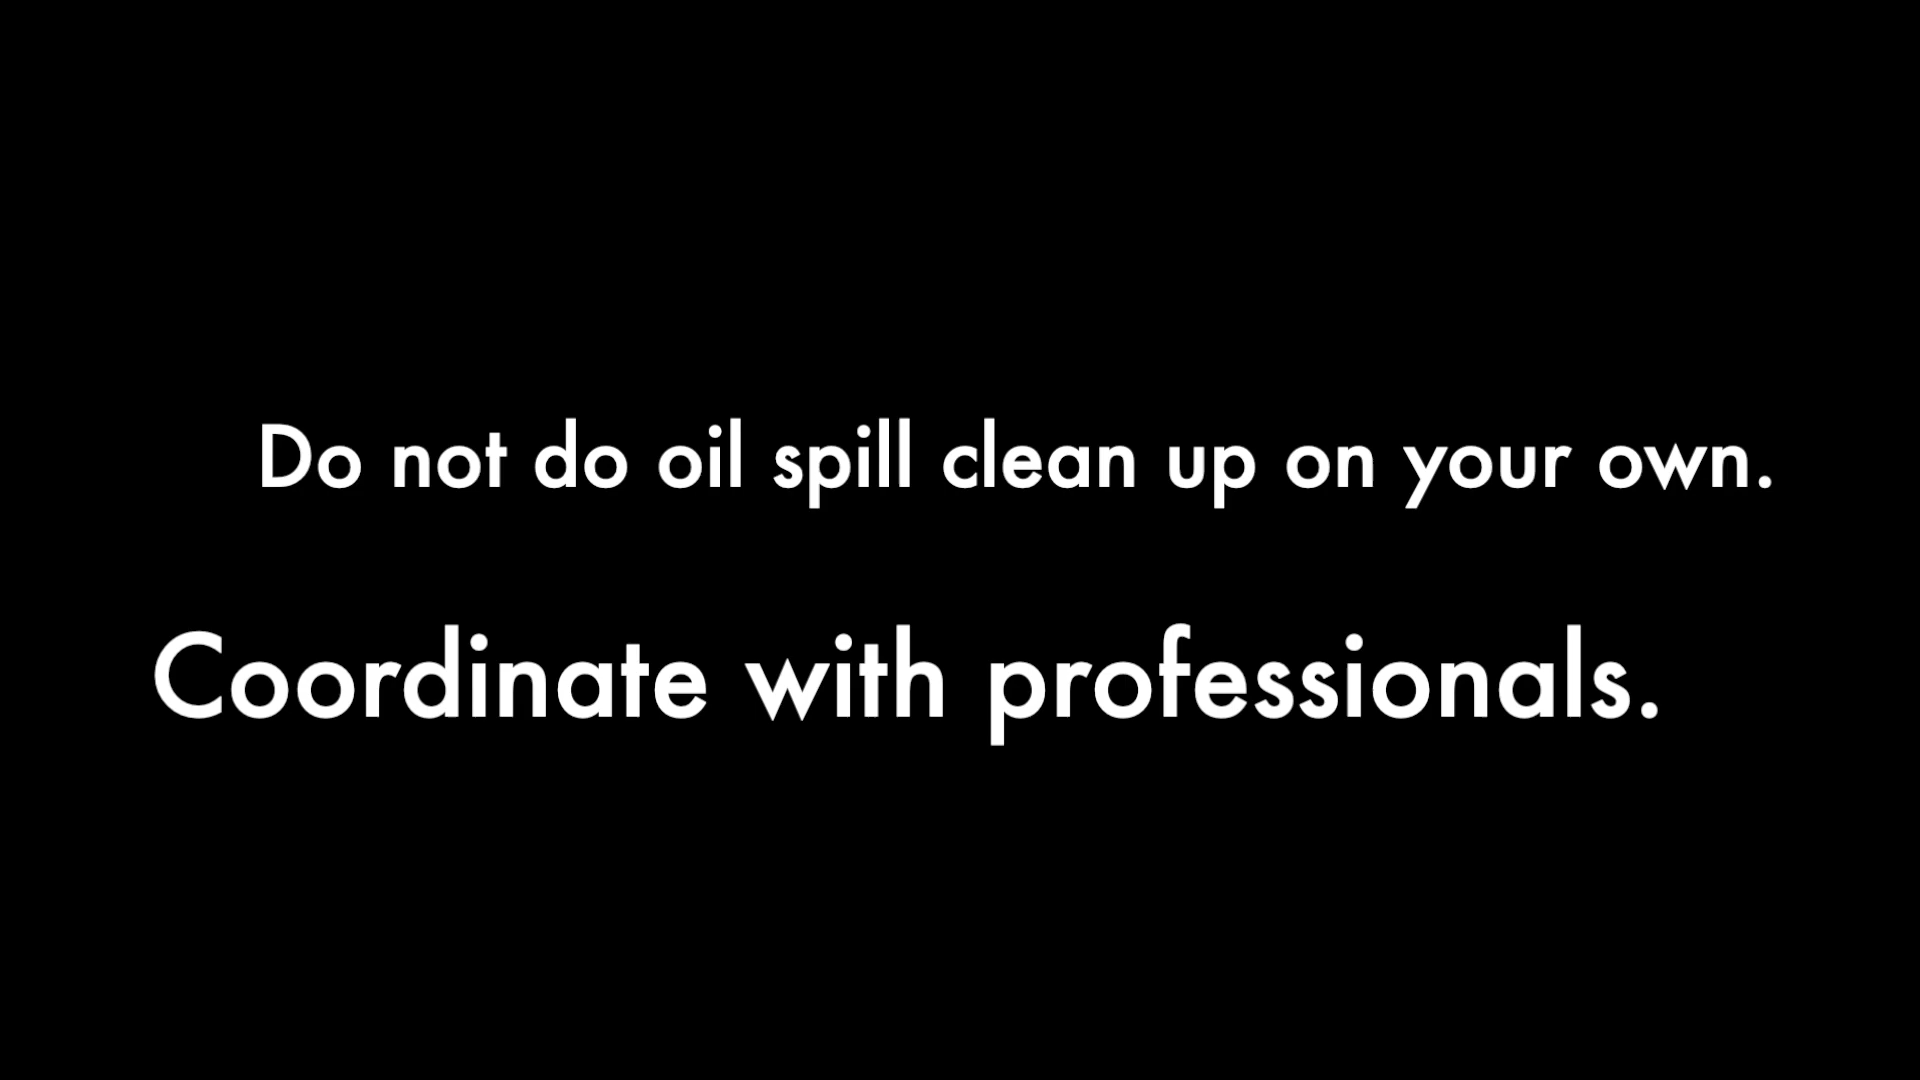 Do not do oil spill clean up on your own.
Coordinate with professionals.